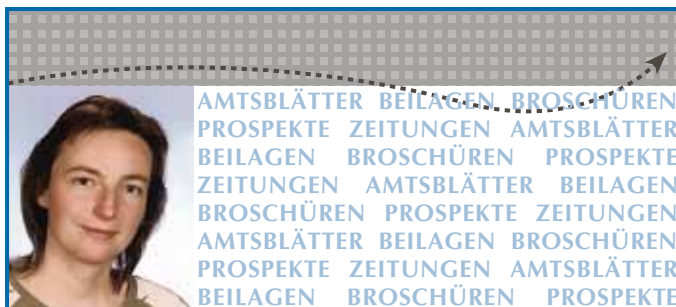 AMTSBLÄTTER BEILAGEN BROSCHÜREN
PROSPEKTE ZEITUNGEN AMTSBLÄTTER
BEILAGEN BROSCHÜREN PROSPEKTE
ZEITUNGEN AMTSBLÄTTER BEILAGEN
BROSCHÜREN PROSPEKTE ZEITUNGEN
AMTSBLÄTTER BEILAGEN BROSCHÜREN
PROSPEKTE ZEITUNGEN AMTSBLÄTTER
BEILAGEN BROSCHÜREN PROSPEKTE